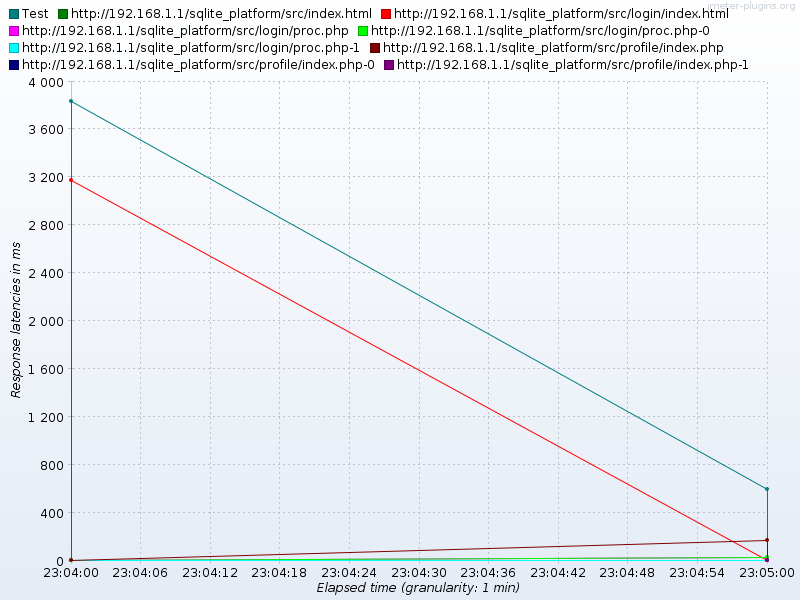 jmeter-plugins.org
Test http://192.168.1.1/sqlite_platform/src/index.html http://192.168.1.1/sqlite_platform/src/login/index.html
http://192.168.1.1/sqlite_platform/src/login/proc.php http://192.168.1.1/sqlite_platform/src/login/proc.php-0
http://192.168.1.1/sqlite_platform/src/login/proc.php-1 http://192.168.1.1/sqlite_platform/src/profile/index.php
http://192.168.1.1/sqlite_platform/src/profile/index.php-0 http://192.168.1.1/sqlite_platform/src/profile/index.php-1
4 000
3 600
3 200
2 800
2 400
2 000
1 600
1 200
800
400
0
Response latencies in ms
23:04:00 23:04:06 23:04:12 23:04:18 23:04:24 23:04:30 23:04:36 23:04:42 23:04:48 23:04:54 23:05:00
Elapsed time (granularity: 1 min)